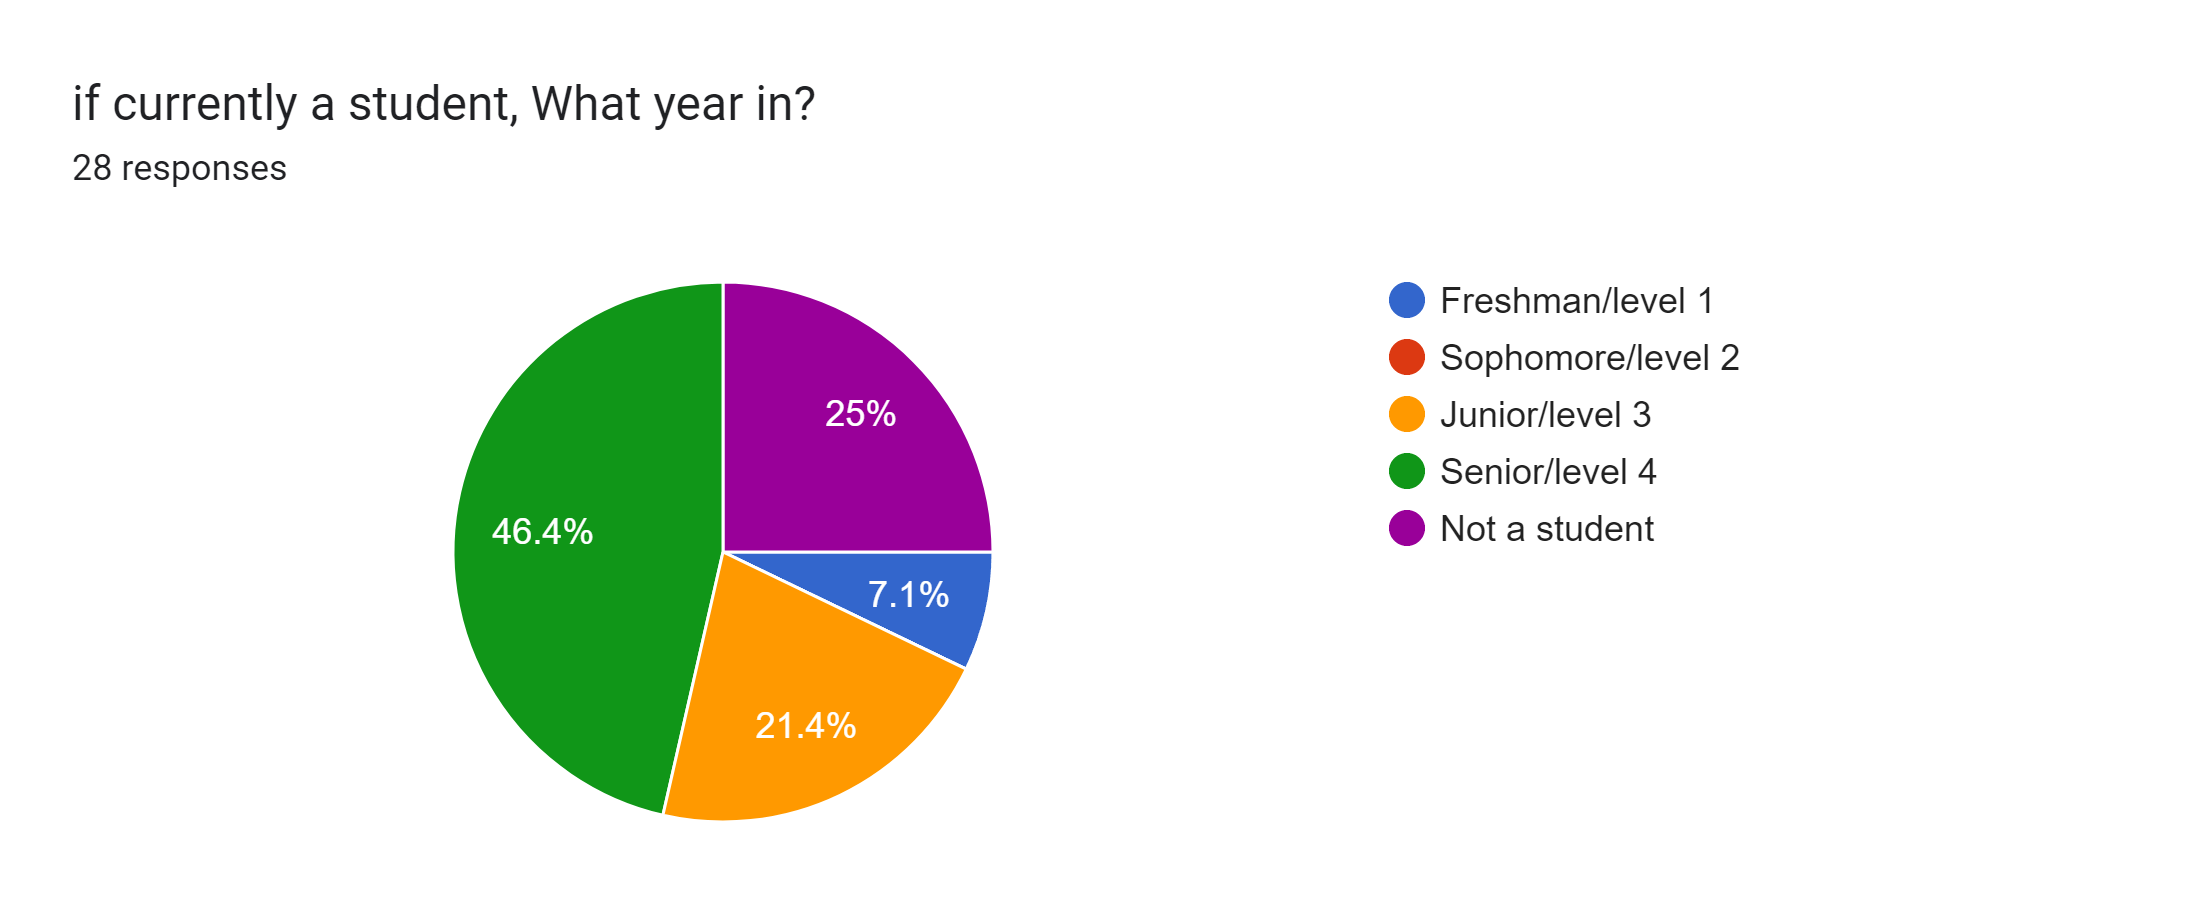 if currently a student, What year in?
28 responses
25%
46.4%
7.1%
21.4%
Freshman/level 1
Sophomore/level 2
Junior/level 3
Senior/level 4
Not a student